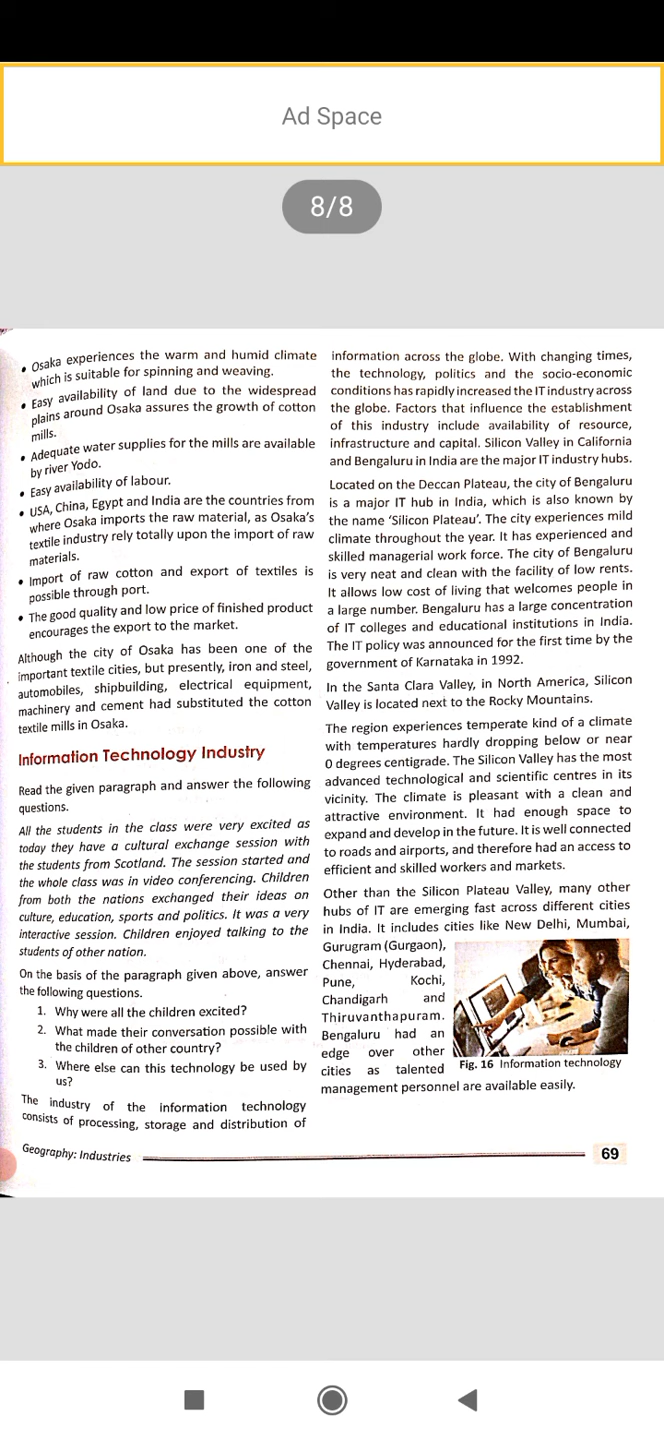 Ad Space
8/8
• Osaka experiences the warm and humid climate
which is suitable for spinning and weaving.
• Easy availability of land due to the widespread
plains around Osaka assures the growth of cotton
mills.
• Adequate water supplies for the mills are available
by river Yodo.
• Easy availability of labour.
• USA, China, Egypt and India are the countries from
where Osaka imports the raw material, as Osaka's
textile industry rely totally upon the import of raw
materials.
• Import of raw cotton and export of textiles is
possible through port.
• The good quality and low price of finished product
encourages the export to the market.
Although the city of Osaka has been one of the
important textile cities, but presently, iron and steel,
automobiles, shipbuilding, electrical equipment,
machinery and cement had substituted the cotton
textile mills in Osaka.
Information Technology Industry
Read the given paragraph and answer the following
questions.
All the students in the class were very excited as
today they have a cultural exchange session with
the students from Scotland. The session started and
the whole class was in video conferencing. Children
from both the nations exchanged their ideas on
culture, education, sports and politics. It was a very
interactive session. Children enjoyed talking to the
students of other nation.
On the basis of the paragraph given above, answer
the following questions.
1. Why were all the children excited?
2. What made their conversation possible with
the children of other country?
3. Where else can this technology be used by
us?
The industry of the information technology
consists of processing, storage and distribution of
information across the globe. With changing times,
the technology, politics and the socio-economic
conditions has rapidly increased the IT industry across
the globe. Factors that influence the establishment
of this industry include availability of resource,
infrastructure and capital. Silicon Valley in California
and Bengaluru in India are the major IT industry hubs.
Located on the Deccan Plateau, the city of Bengaluru
is a major IT hub in India, which is also known by
the name 'Silicon Plateau'. The city experiences mild
climate throughout the year. It has experienced and
skilled managerial work force. The city of Bengaluru
is very neat and clean with the facility of low rents.
It allows low cost of living that welcomes people in
a large number. Bengaluru has a large concentration
of IT colleges and educational institutions in India.
The IT policy was announced for the first time by the
government of Karnataka in 1992.
In the Santa Clara Valley, in North America, Silicon
Valley is located next to the Rocky Mountains.
The region experiences temperate kind of a climate
with temperatures hardly dropping below or near
0 degrees centigrade. The Silicon Valley has the most
advanced technological and scientific centres in its
vicinity. The climate is pleasant with a clean and
attractive environment. It had enough space to
expand and develop in the future. It is well connected
to roads and airports, and therefore had an access to
efficient and skilled workers and markets.
Other than the Silicon Plateau Valley, many other
hubs of IT are emerging fast across different cities
in India. It includes cities like New Delhi, Mumbai,
Gurugram (Gurgaon),
Chennai, Hyderabad,
Pune, Kochi,
Chandigarh and
Thiruvanthapuram.
Bengaluru had an
edge over other
cities as talented
management personnel are available easily.
Fig. 16 Information technology
Geography: Industries
69